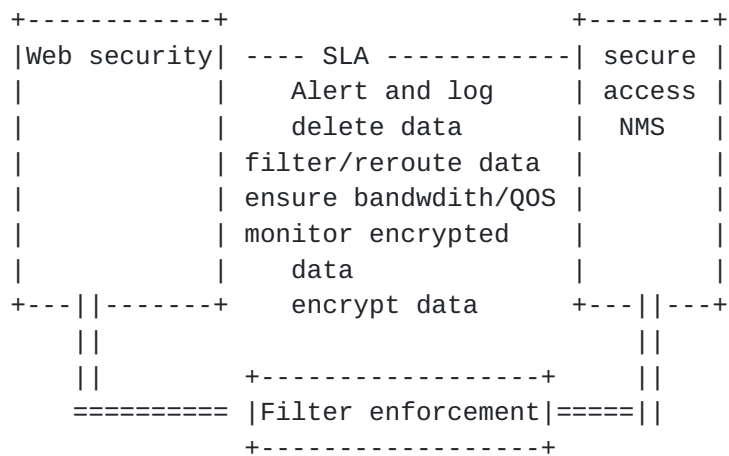 +------------+                      +--------+
|Web security| ---- SLA ------------| secure |
|            |    Alert and log     | access |
|            |    delete data       |  NMS   |
|            | filter/reroute data  |        |
|            | ensure bandwdith/QOS |        |
|            | monitor encrypted    |        |
|            |    data              |        |
+---||-------+    encrypt data      +---||---+
    ||                                  ||
    ||         +------------------+     ||
    ========== |Filter enforcement|=====||
               +------------------+